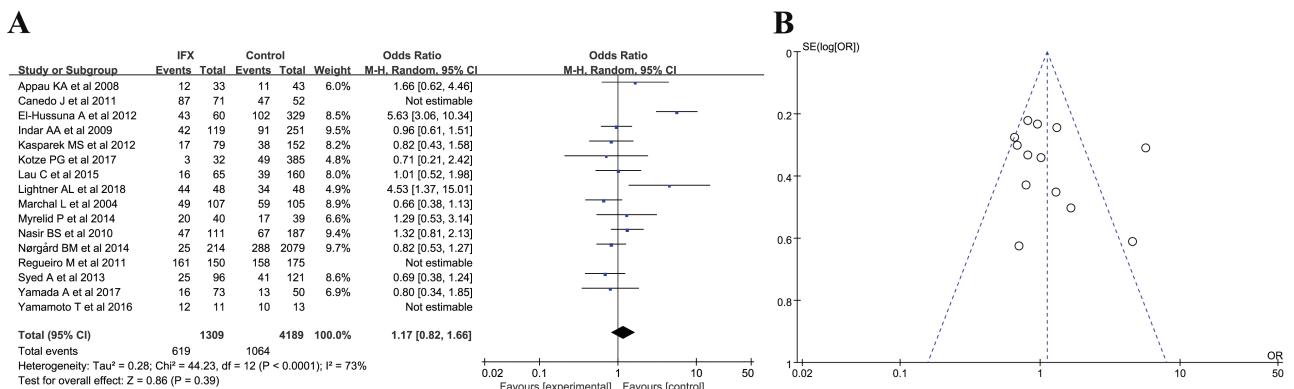 A
IFX Control Odds Ratio Odds Ratio
Study or Subgroup Events Total Events Total Weight M-H. Random. 95% CI M-H. Random. 95% CI
Appau KA et al 2008 12 33 11 43 6.0% 1.66 [0.62, 4.46]
Canedo J et al 2011 87 71 47 52 Not estimable
El-Hussuna A et al 2012 43 60 102 329 8.5% 5.63 [3.06, 10.34]
Indar AA et al 2009 42 119 91 251 9.5% 0.96 [0.61, 1.51]
Kasparek MS et al 2012 17 79 38 152 8.2% 0.82 [0.43, 1.58]
Kotze PG et al 2017 3 32 49 385 4.8% 0.71 [0.21, 2.42]
Lau C et al 2015 16 65 39 160 8.0% 1.01 [0.52, 1.98]
Lightner AL et al 2018 44 48 34 48 4.9% 4.53 [1.37, 15.01]
Marchal L et al 2004 49 107 59 105 8.9% 0.66 [0.38, 1.13]
Myrelid P et al 2014 20 40 17 39 6.6% 1.29 [0.53, 3.14]
Nasir BS et al 2010 47 111 67 187 9.4% 1.32 [0.81, 2.13]
Nørgård BM et al 2014 25 214 288 2079 9.7% 0.82 [0.53, 1.27]
Regueiro M et al 2011 161 150 158 175 Not estimable
Syed A et al 2013 25 96 41 121 8.6% 0.69 [0.38, 1.24]
Yamada A et al 2017 16 73 13 50 6.9% 0.80 [0.34, 1.85]
Yamamoto T et al 2016 12 11 10 13 Not estimable
Total (95% CI) 1309 4189 100.0% 1.17 [0.82, 1.66]
Total events 619 1064
Heterogeneity: Tau² = 0.28; Chi² = 44.23, df = 12 (P < 0.0001); I² = 73%
Test for overall effect: Z = 0.86 (P = 0.39)
0.02 0.1 1 10 50
Favours [experimental] Favours [control]
B
SE(log[OR])
0
0.2
0.4
0.6
0.8
1
OR
0.02 0.1 1 10 50